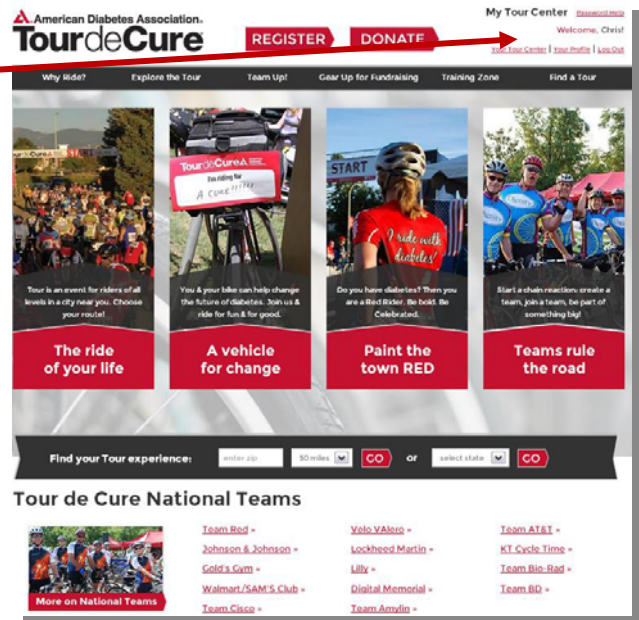 American Diabetes Association.
TourdeCure
REGISTER
DONATE
My Tour Center Password Help
Welcome, Chris!
Your Tour Center | Your Profile | Log Out
Why Ride?
Explore the Tour
Team Up!
Gear Up for Fundraising
Training Zone
Find a Tour
TourdeCure START
TourdeCure
I'm riding for
A CURE!!!!!!
START
I ride with
diabetes!
Tour is an event for riders of all
levels in a city near you. Choose
your route!
The ride
of your life
You & your bike can help change
the future of diabetes. Join us &
ride for fun & for good.
A vehicle
for change
Do you have diabetes? Then you
are a Red Rider. Be bold. Be
Celebrated.
Paint the
town RED
Start a chain reaction: create a
team, join a team, be part of
something big!
Teams rule
the road
Find your Tour experience:
enter zip
50 miles
GO
or
select state
GO
Tour de Cure National Teams
More on National Teams
Team Red »
Johnson & Johnson »
Gold's Gym »
Walmart/SAM'S Club »
Team Cisco »
Velo VAlero »
Lockheed Martin »
Lilly »
Digital Memorial »
Team Amylin »
Team AT&T »
KT Cycle Time »
Team Bio-Rad »
Team BD »